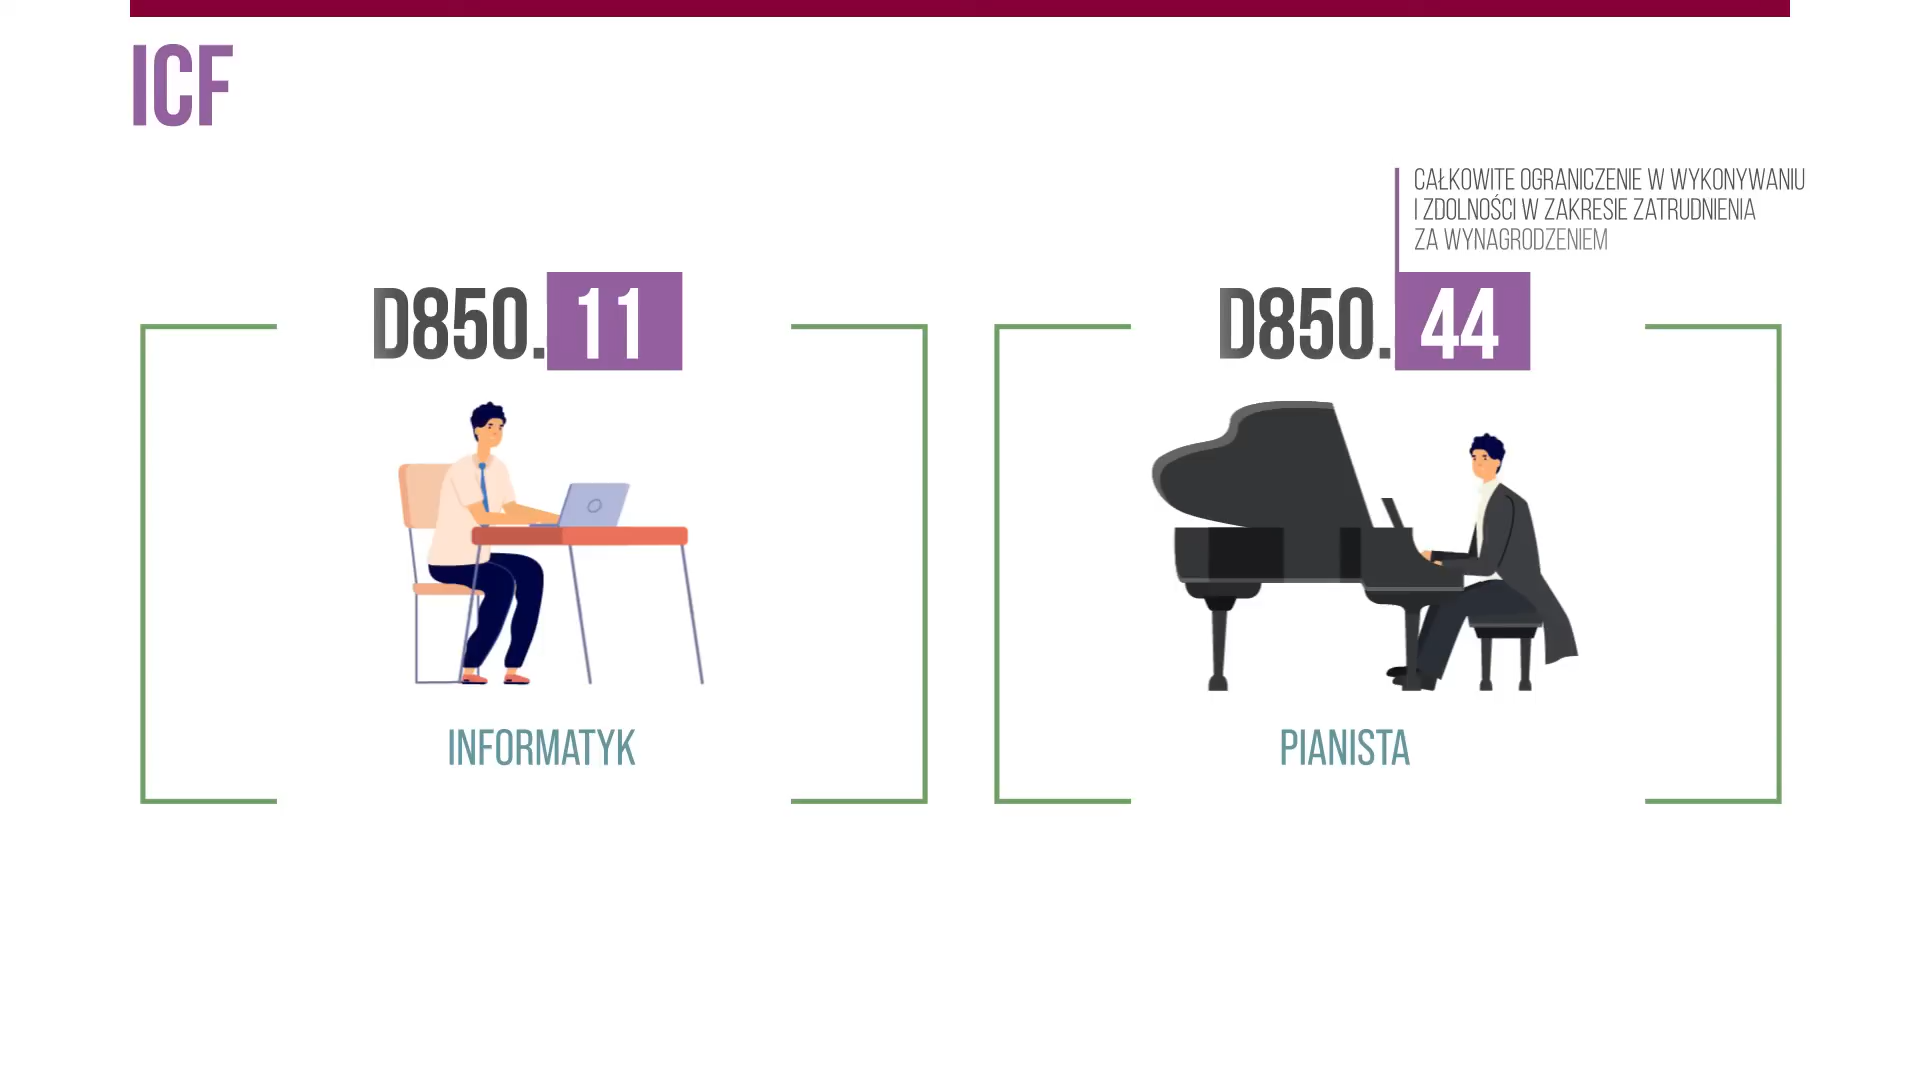 ICF
CAŁKOWITE OGRANICZENIE W WYKONYWANIU
I ZDOLNOŚCI W ZAKRESIE ZATRUDNIENIA
ZA WYNAGRODZENIEM
D850.11
D850.44
INFORMATYK
PIANISTA